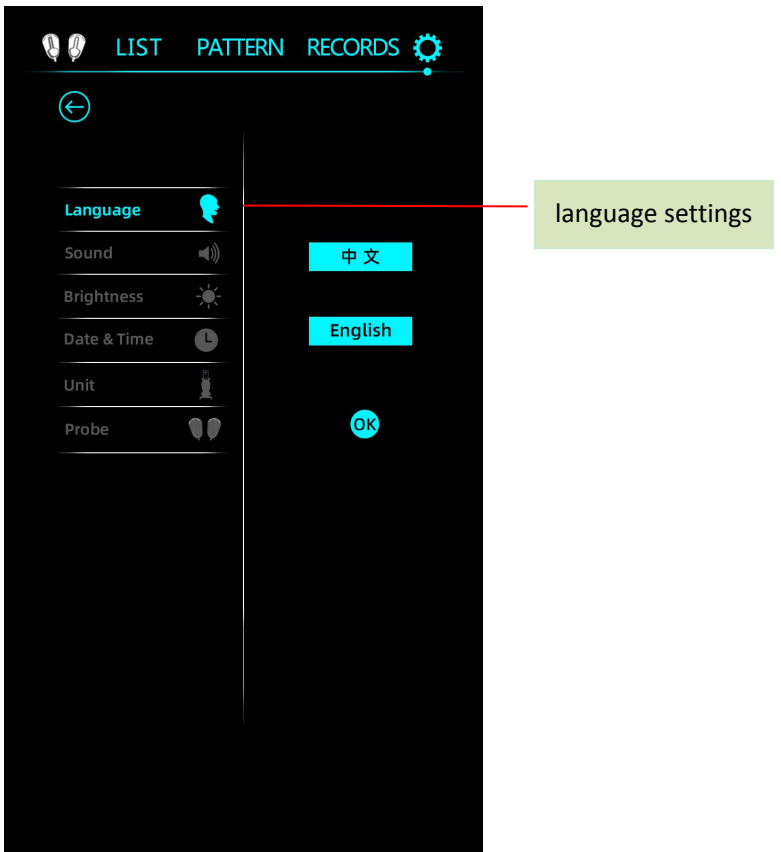 LIST PATTERN RECORDS
Language
language settings
Sound
中文
Brightness
English
Date & Time
Unit
Probe
OK